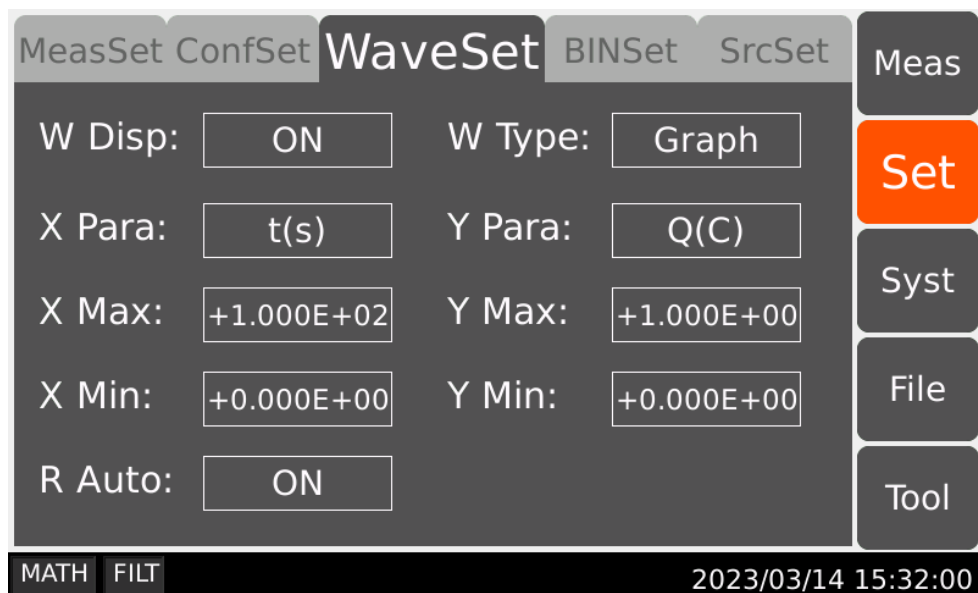 MeasSet ConfSet WaveSet BINSet SrcSet
Meas
W Disp: ON W Type: Graph
Set
X Para: t(s) Y Para: Q(C)
Syst
X Max: +1.000E+02 Y Max: +1.000E+00
X Min: +0.000E+00 Y Min: +0.000E+00
File
R Auto: ON
Tool
MATH FILT 2023/03/14 15:32:00